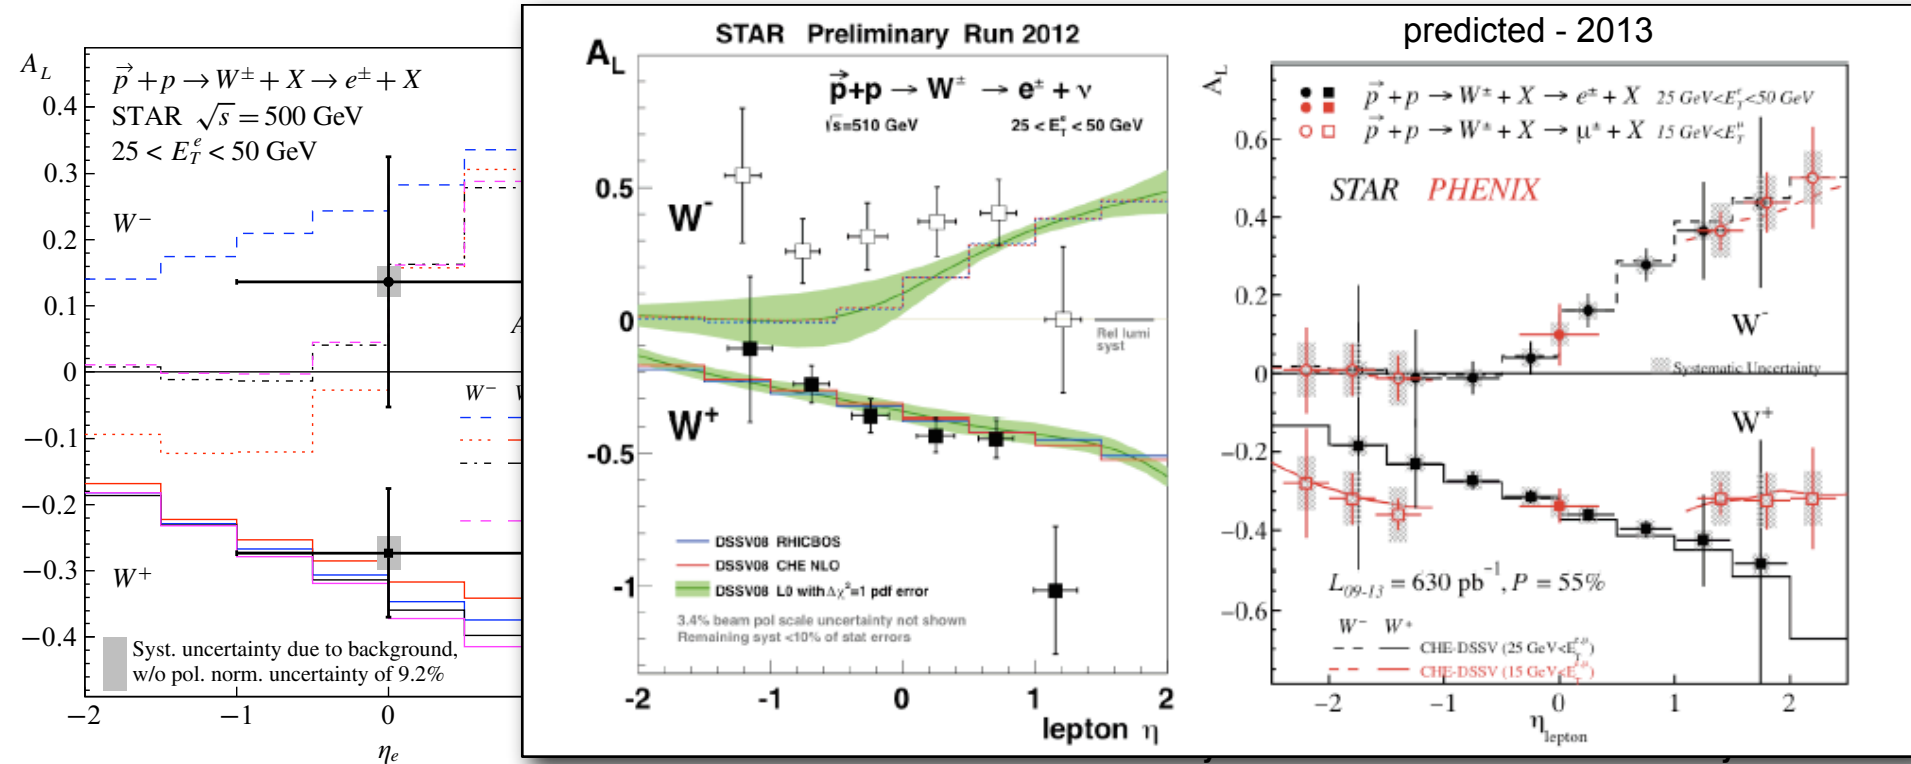 A_L
p⃗ + p → W± + X → e± + X
STAR √s = 500 GeV
25 < E_T^e < 50 GeV
0.4
0.3
0.2
0.1
0
−0.1
−0.2
−0.3
−0.4
W−
W+
A
W−
Syst. uncertainty due to background,
w/o pol. norm. uncertainty of 9.2%
−2 −1 0
η_e
STAR Preliminary Run 2012
A_L
p⃗+p → W± → e± + ν
√s=510 GeV 25 < E_T^e < 50 GeV
0.5
0
-0.5
-1
W-
W+
Rel lumi
syst
DSSV08 RHICBOS
DSSV08 CHE NLO
DSSV08 L0 with Δχ²=1 pdf error
3.4% beam pol scale uncertainty not shown
Remaining syst <10% of stat errors
-2 -1 0 1 2
lepton η
predicted - 2013
A_L
p⃗ + p → W± + X → e± + X 25 GeV<E_T^e<50 GeV
p⃗ + p → W± + X → μ± + X 15 GeV<E_T^μ
STAR PHENIX
0.6
0.4
0.2
0
−0.2
−0.4
−0.6
W-
Systematic Uncertainty
W+
L_09-13 = 630 pb^−1, P = 55%
W− W+
CHE-DSSV (25 GeV<E_T^e,μ)
CHE-DSSV (15 GeV<E_T^e,μ)
−2 −1 0 1 2
η_lepton